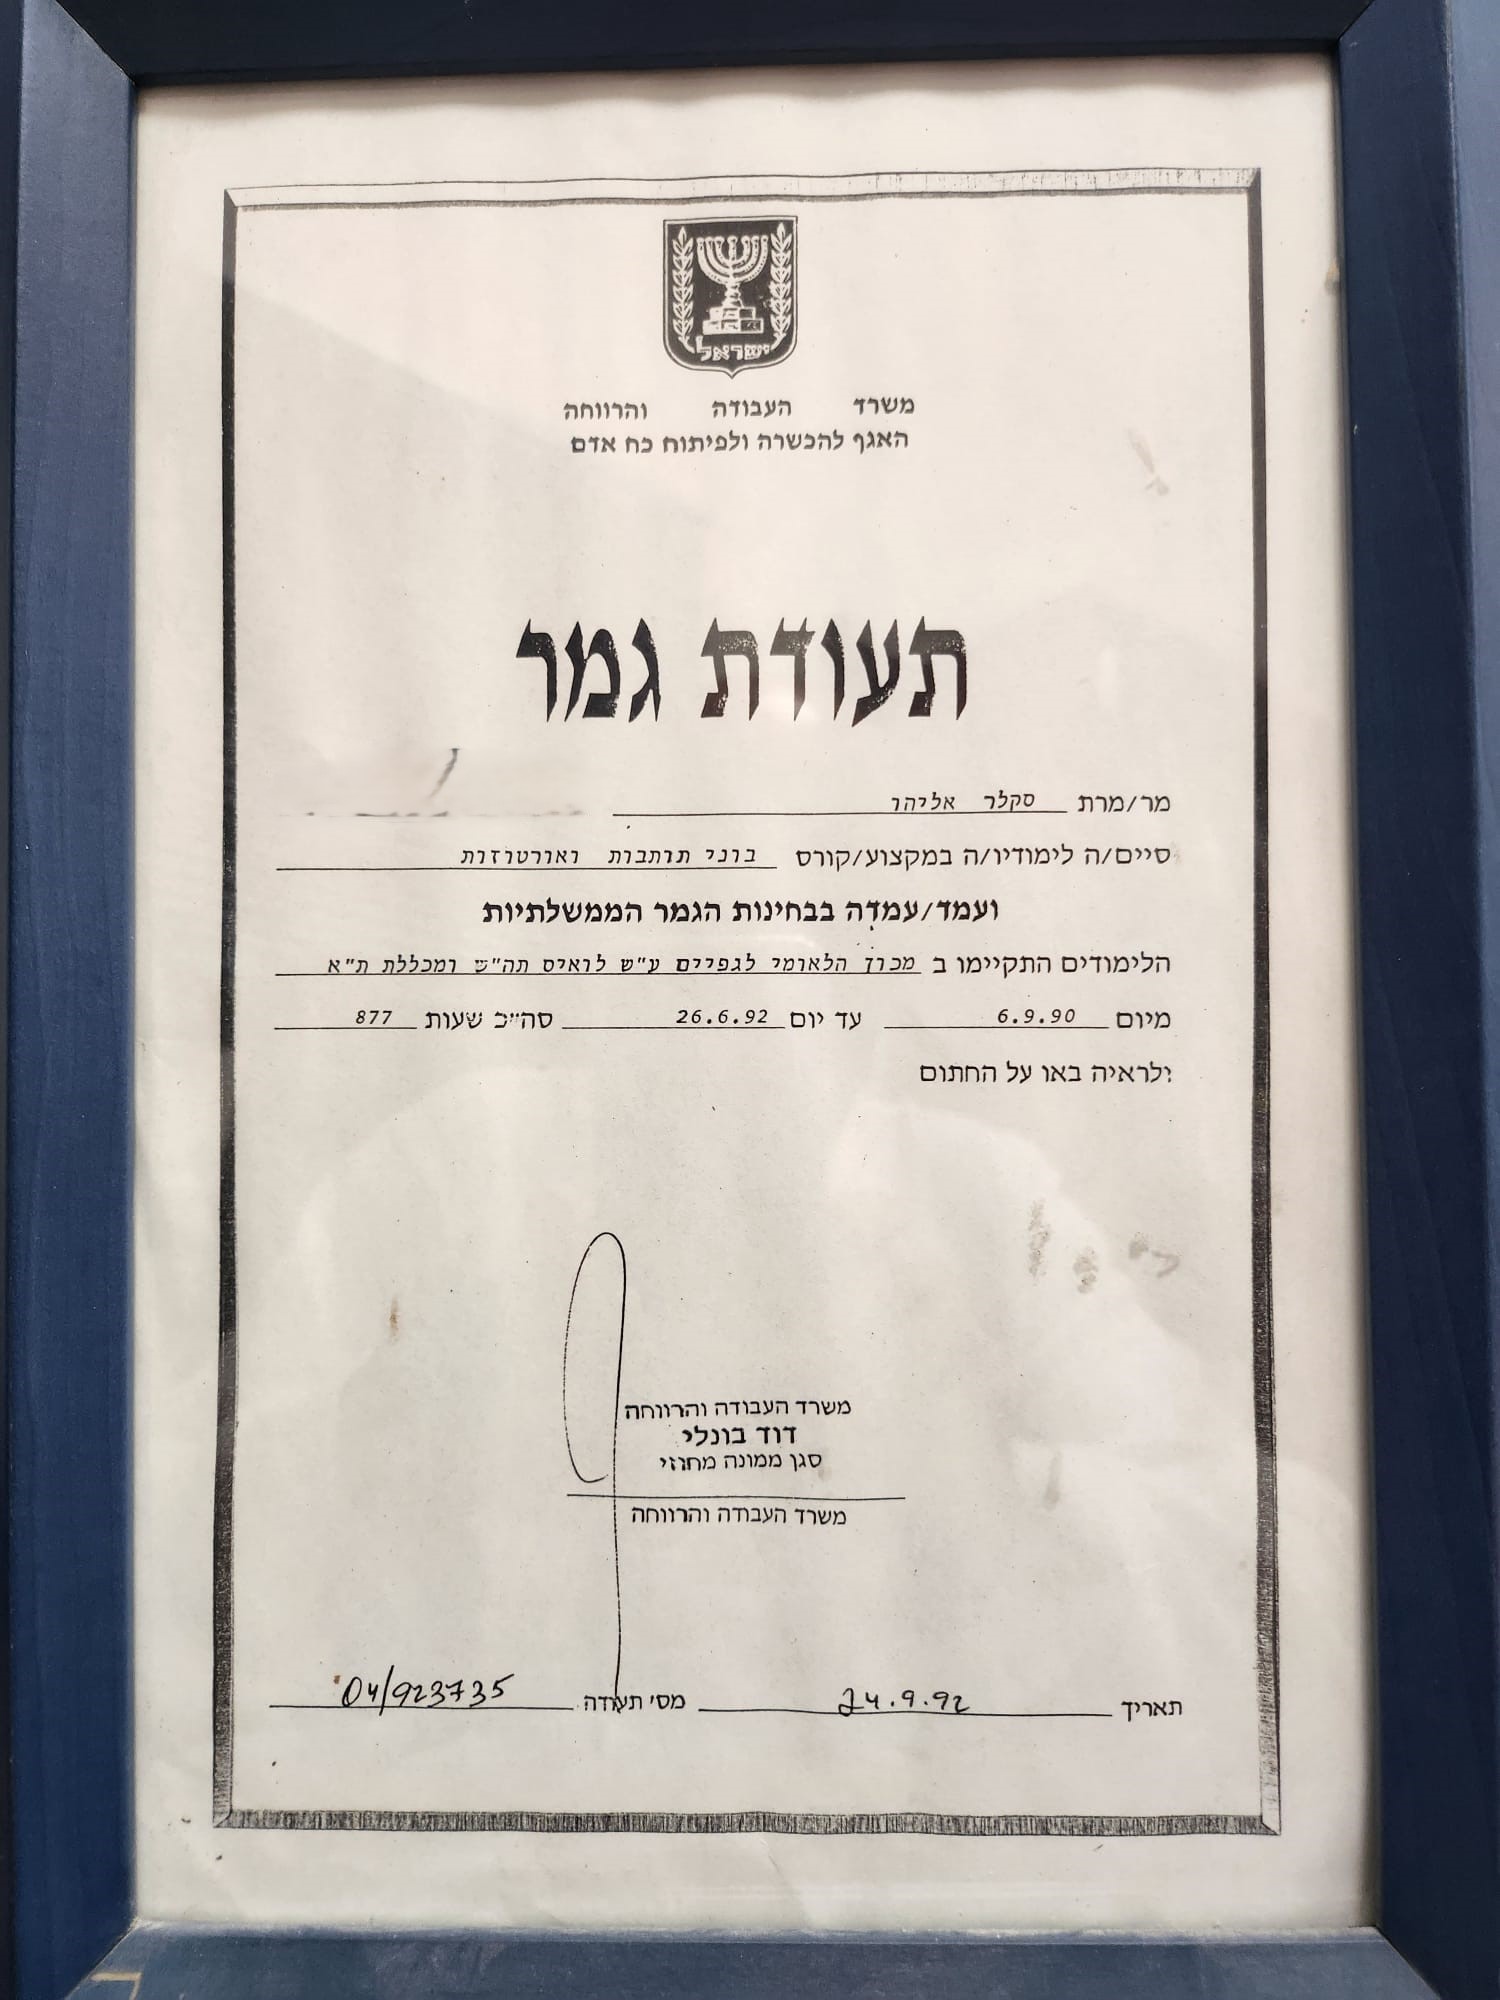 ישראל
משרד העבודה והרווחה
האגף להכשרה ולפיתוח כח אדם
תעודת גמר
מר/מרת סקלר אליהו
סיים/ה לימודיו/ה במקצוע/קורס בוני תותבות ואורטוזות
ועמד/עמדה בבחינות הגמר הממשלתיות
הלימודים התקיימו ב מכון הלאומי לגפיים ע"ש לואיס תה"ש ומכללת ת"א
מיום 6.9.90 עד יום 26.6.92 סה"כ שעות 877
ולראיה באו על החתום
משרד העבודה והרווחה
דוד בונלי
סגן ממונה מחוזי
משרד העבודה והרווחה
תאריך 24.9.92 מס' תעודה 04/923735